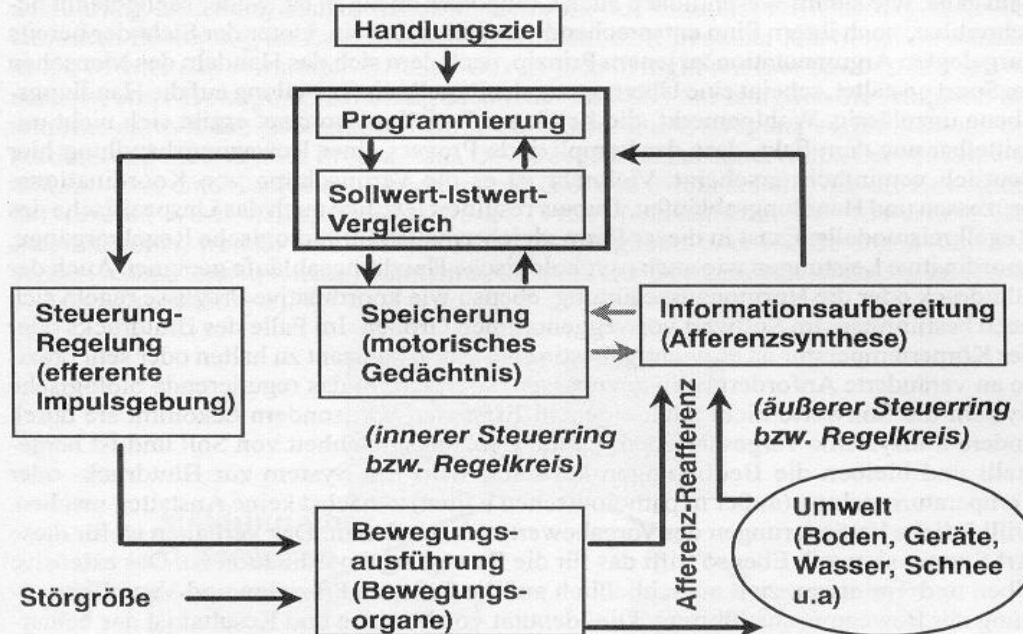 Handlungsziel
Programmierung
Sollwert-Istwert-
Vergleich
Steuerung-
Regelung
(efferente
Impulsgebung)
Speicherung
(motorisches
Gedächtnis)
Informationsaufbereitung
(Afferenzsynthese)
(innerer Steuerring
bzw. Regelkreis)
Afferenz-Reafferenz
(äußerer Steuerring
bzw. Regelkreis)
Störgröße
Bewegungs-
ausführung
(Bewegungs-
organe)
Umwelt
(Boden, Geräte,
Wasser, Schnee
u.a)